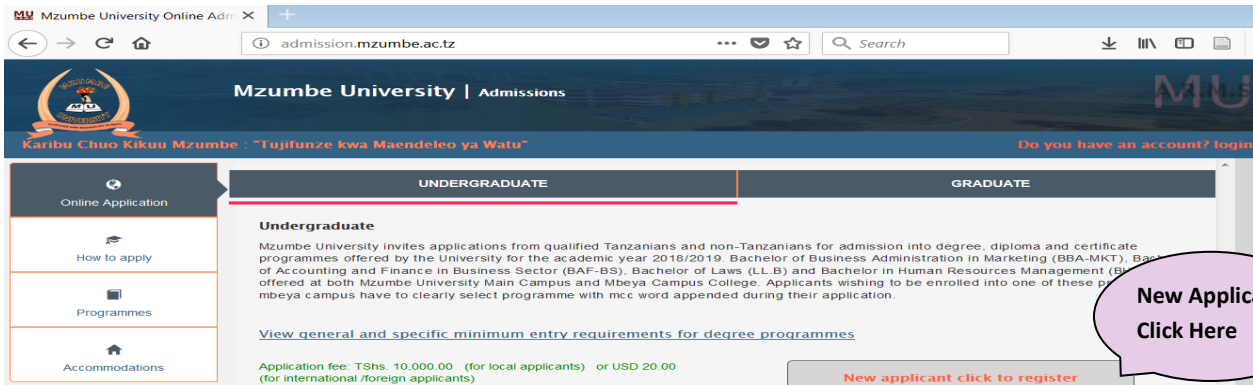 Mzumbe University Online Adm
admission.mzumbe.ac.tz
Search
Mzumbe University | Admissions
Karibu Chuo Kikuu Mzumbe : "Tujifunze kwa Maendeleo ya Watu"
Do you have an account? login
Online Application
How to apply
Programmes
Accommodations
UNDERGRADUATE
GRADUATE
Undergraduate
Mzumbe University invites applications from qualified Tanzanians and non-Tanzanians for admission into degree, diploma and certificate
programmes offered by the University for the academic year 2018/2019. Bachelor of Business Administration in Marketing (BBA-MKT), Bac
of Accounting and Finance in Business Sector (BAF-BS), Bachelor of Laws (LL.B) and Bachelor in Human Resources Management (
offered at both Mzumbe University Main Campus and Mbeya Campus College. Applicants wishing to be enrolled into one of these
mbeya campus have to clearly select programme with mcc word appended during their application.
View general and specific minimum entry requirements for degree programmes
Application fee: TShs. 10,000.00 (for local applicants) or USD 20.00
(for international /foreign applicants)
New applicant click to register
New Applica
Click Here